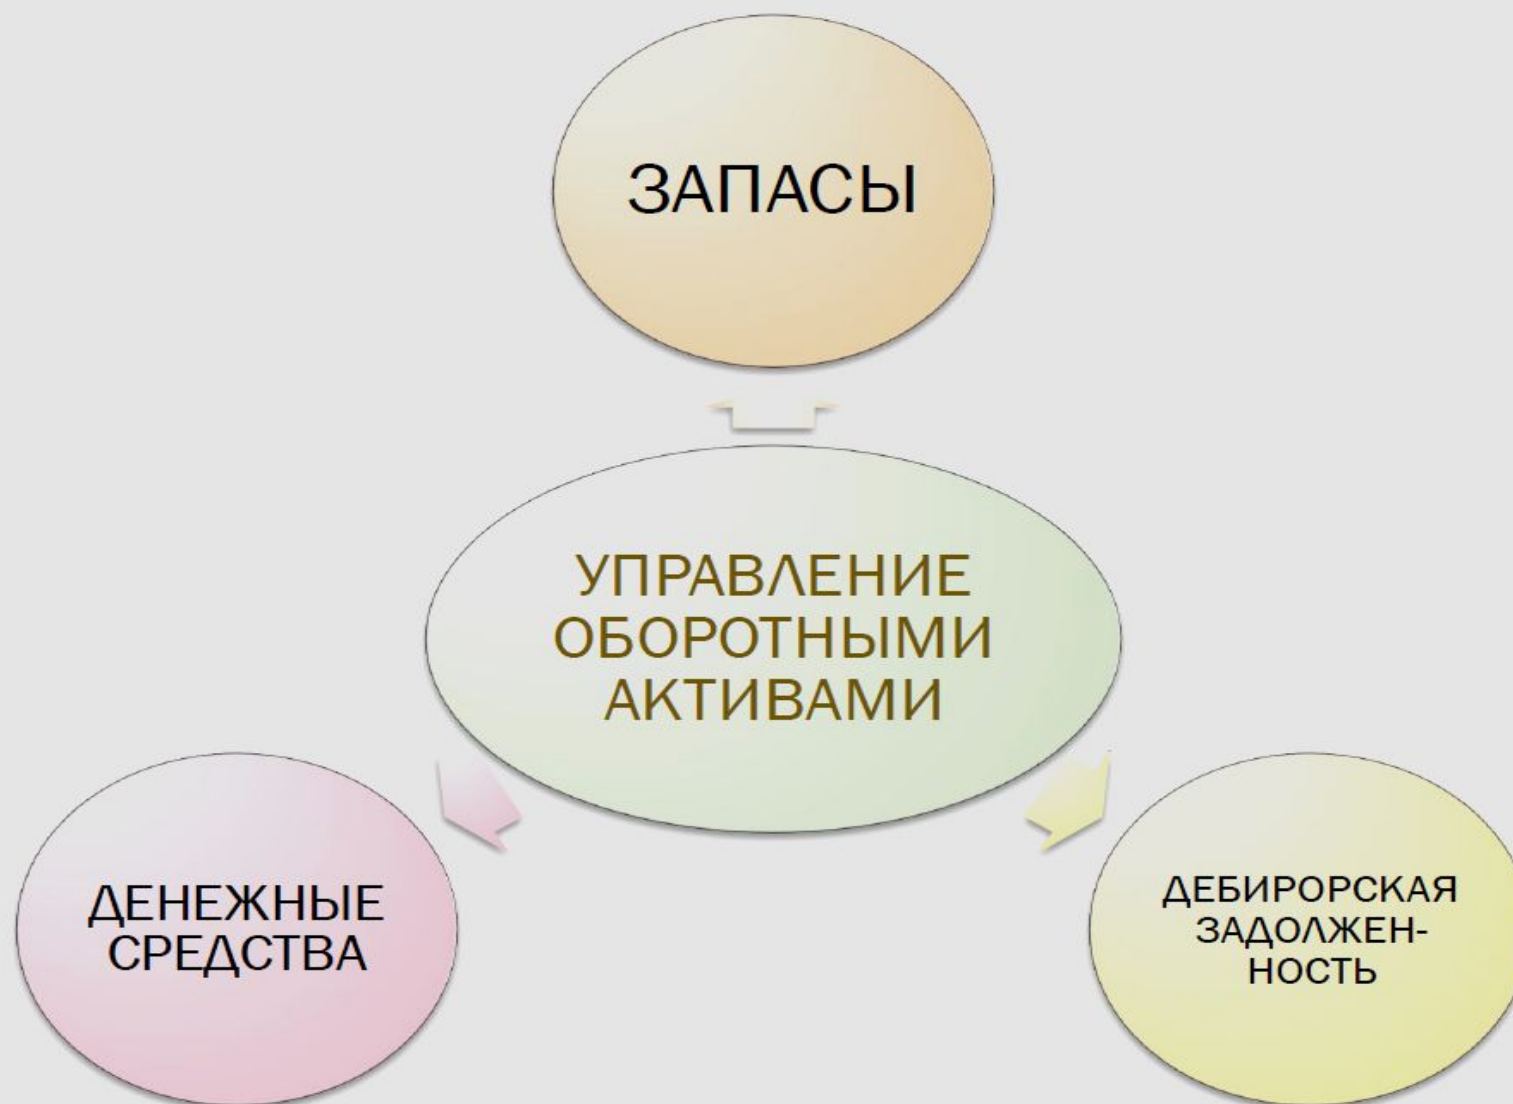 ЗАПАСЫ
УПРАВЛЕНИЕ
ОБОРОТНЫМИ
АКТИВАМИ
ДЕНЕЖНЫЕ
СРЕДСТВА
ДЕБИРОРСКАЯ
ЗАДОЛЖЕН-
НОСТЬ